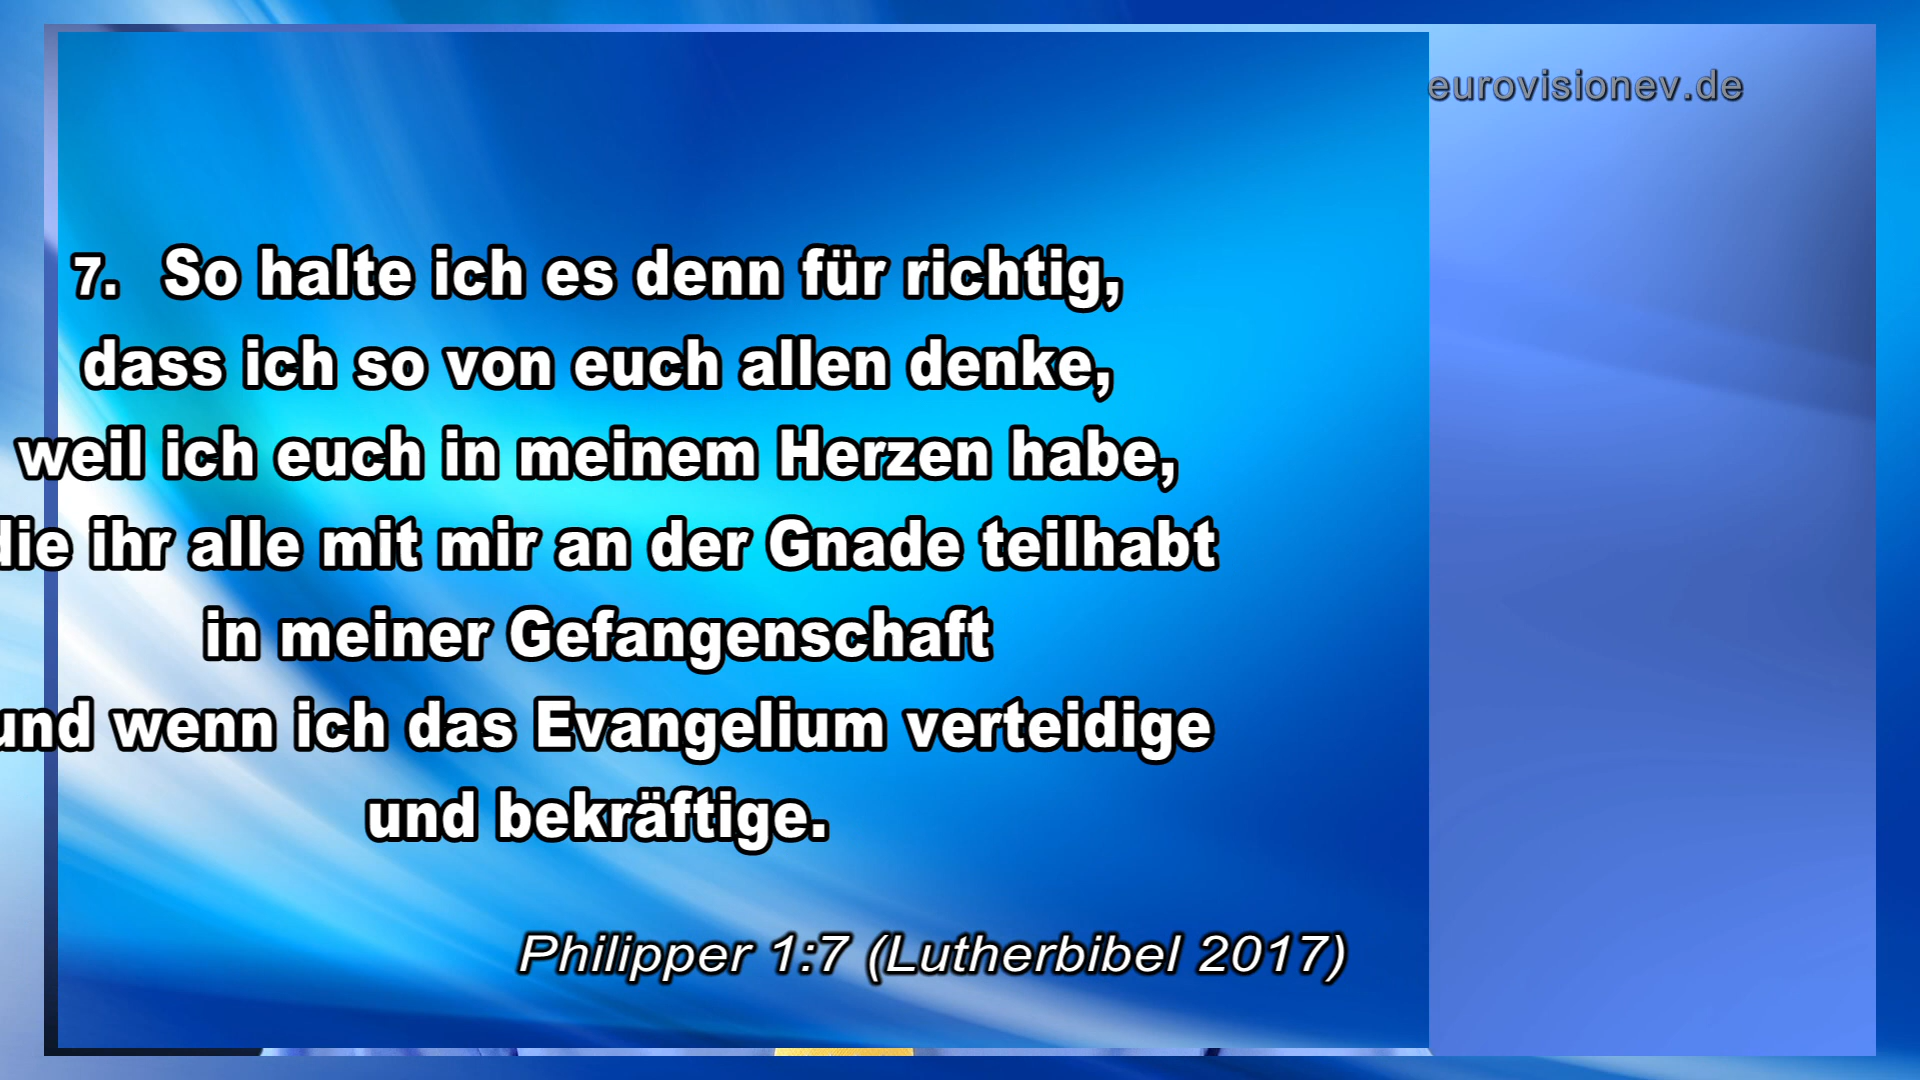 eurovisionev.de
7. So halte ich es denn für richtig,
dass ich so von euch allen denke,
weil ich euch in meinem Herzen habe,
die ihr alle mit mir an der Gnade teilhabt
in meiner Gefangenschaft
und wenn ich das Evangelium verteidige
und bekräftige.
Philipper 1:7 (Lutherbibel 2017)